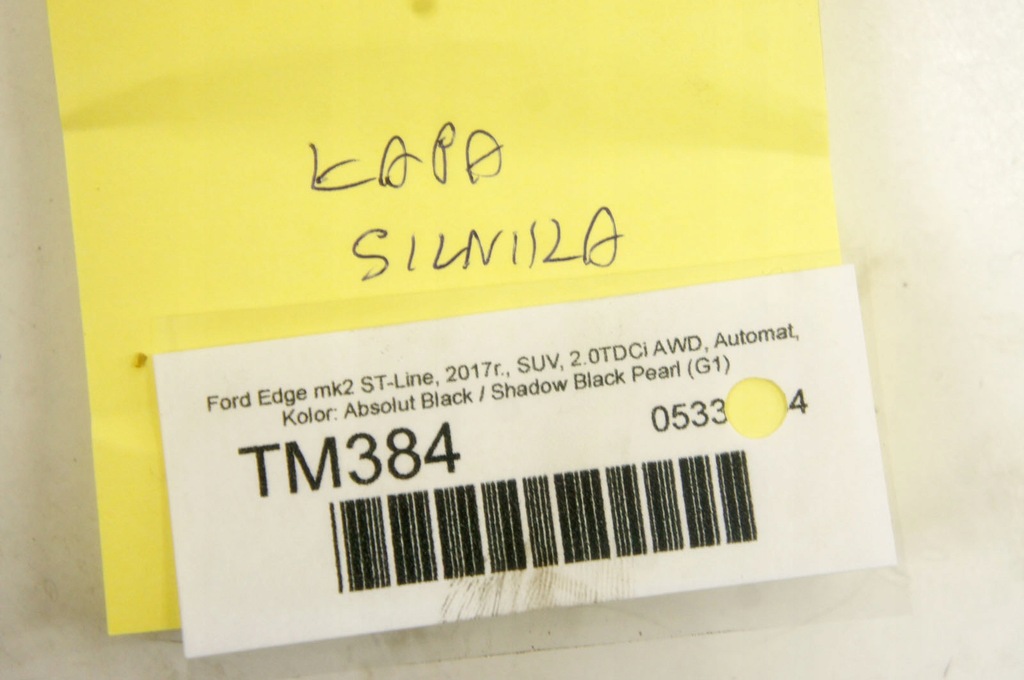 ŁAPA
SILNIKA
Ford Edge mk2 ST-Line, 2017r., SUV, 2.0TDCi AWD, Automat,
Kolor: Absolut Black / Shadow Black Pearl (G1)
TM384
0533 4